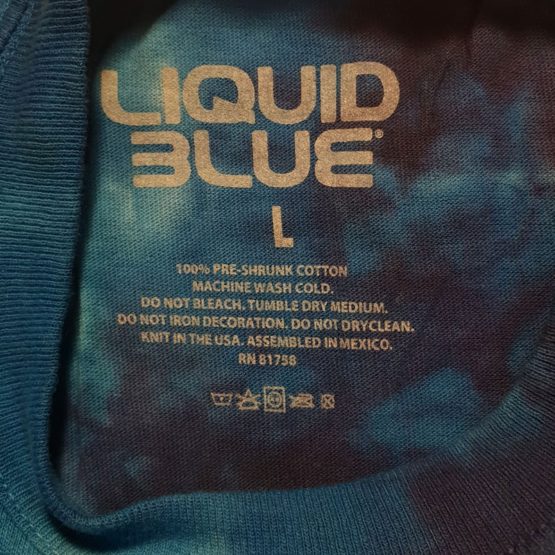 LIQUID
BLUE®
L
100% PRE-SHRUNK COTTON
MACHINE WASH COLD.
DO NOT BLEACH. TUMBLE DRY MEDIUM.
DO NOT IRON DECORATION. DO NOT DRYCLEAN.
KNIT IN THE USA. ASSEMBLED IN MEXICO.
RN 81758